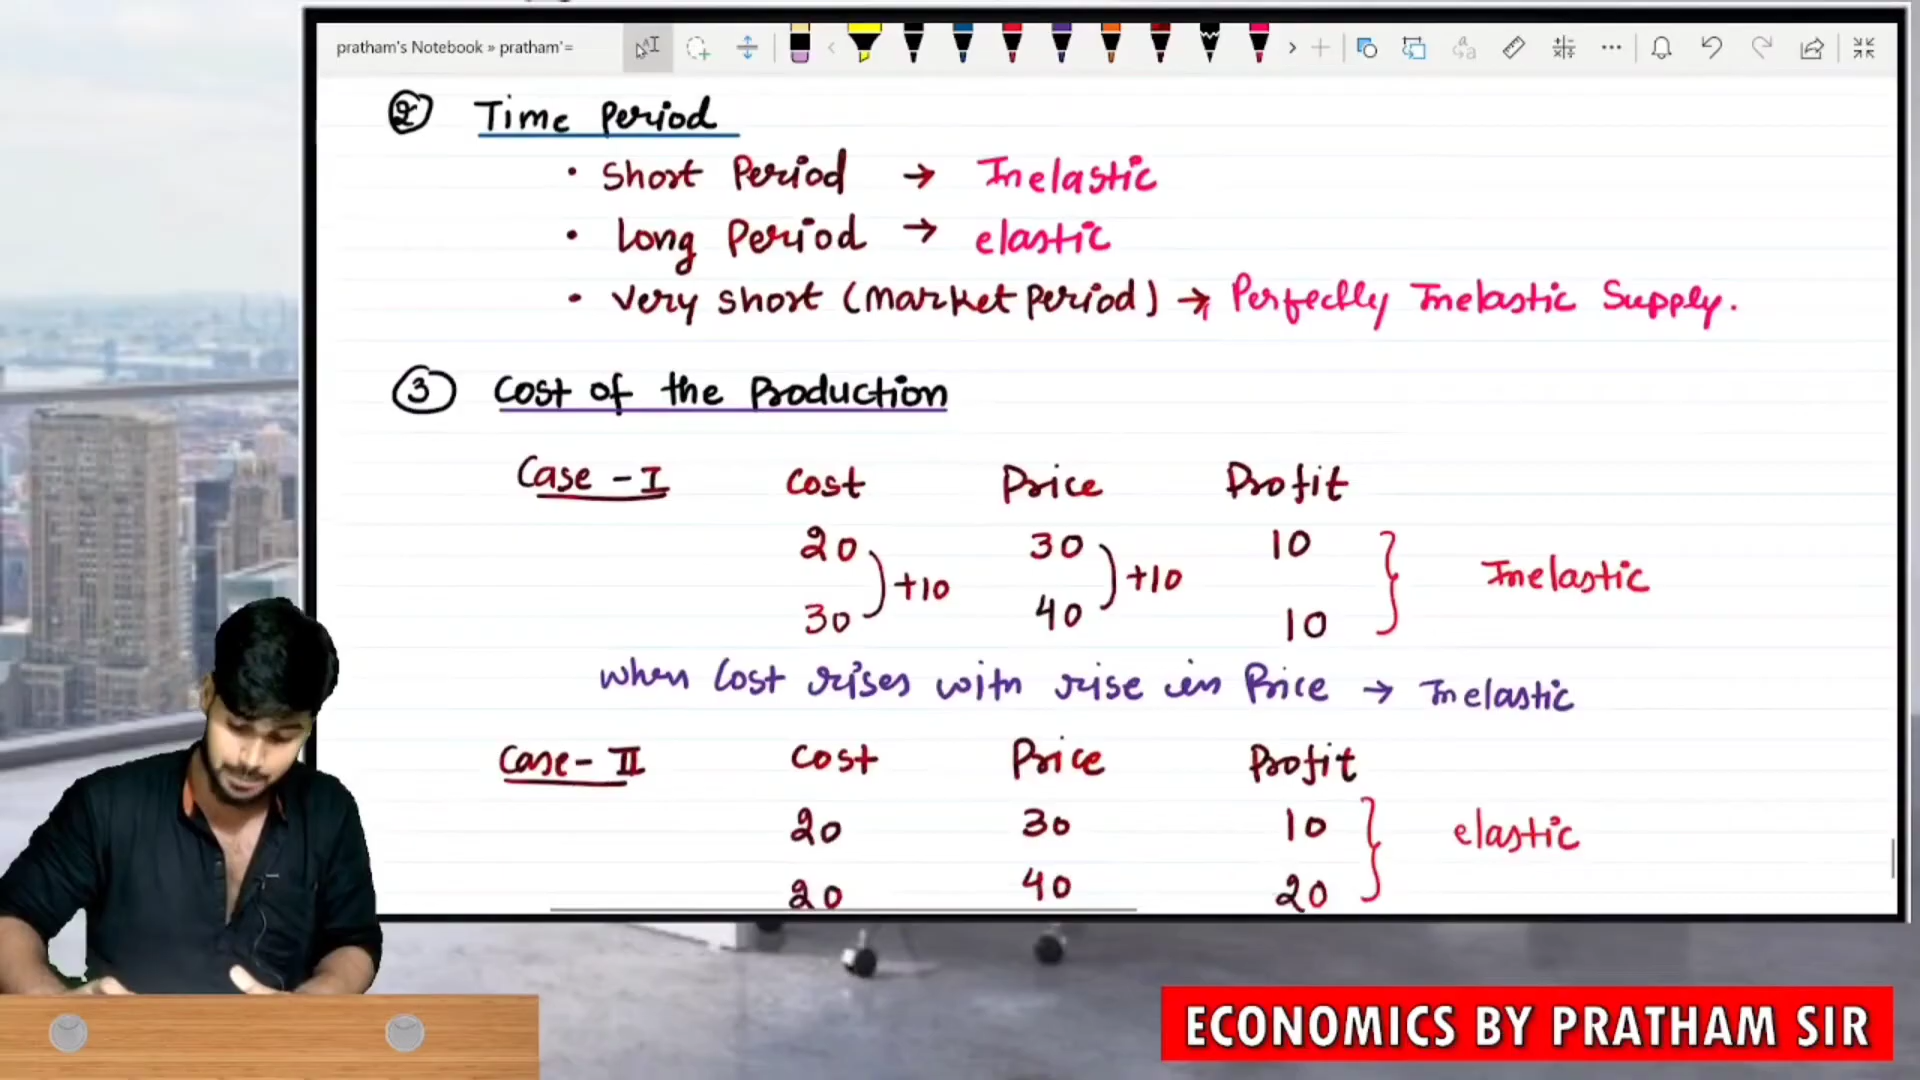 pratham's Notebook » pratham'=
② Time Period
• Short Period → Inelastic
• Long Period → elastic
• Very short (Market Period) → Perfectly Inelastic Supply.
③ Cost of the Production
Case - I Cost Price Profit
20 30 10
+10 +10 Inelastic
30 40 10
when Cost rises with rise in Price → Inelastic
Case - II Cost Price Profit
20 30 10
elastic
20 40 20
ECONOMICS BY PRATHAM SIR